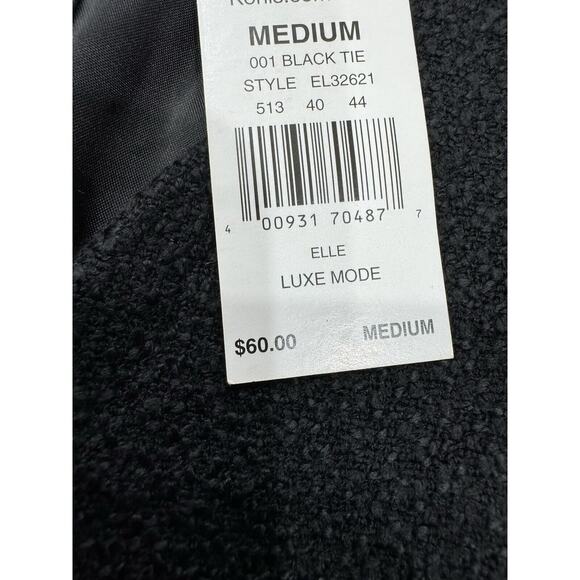 MEDIUM
001 BLACK TIE
STYLE EL32621
513 40 44
4 00931 70487 7
ELLE
LUXE MODE
$60.00 MEDIUM